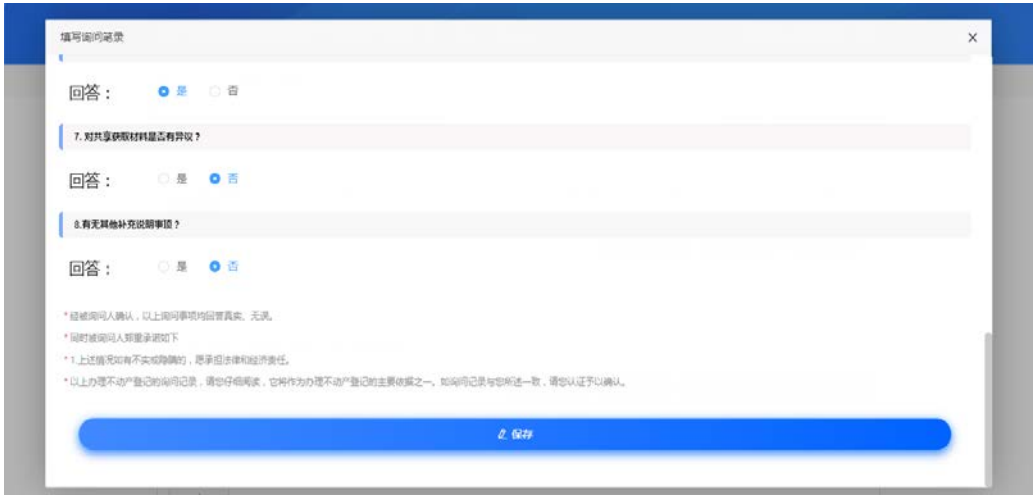 填写询问笔录
回答： 是 否
7. 对共享获取材料是否有异议？
回答： 是 否
8.有无其他补充说明事项？
回答： 是 否
*经被询问人确认，以上询问事项均回答真实、无误。
*同时被询问人郑重承诺如下
*1.上述情况如有不实或隐瞒的，愿承担法律和经济责任。
*以上办理不动产登记的询问记录，请您仔细阅读，它将作为办理不动产登记的主要依据之一。如询问记录与您所述一致，请您认证予以确认。
保存